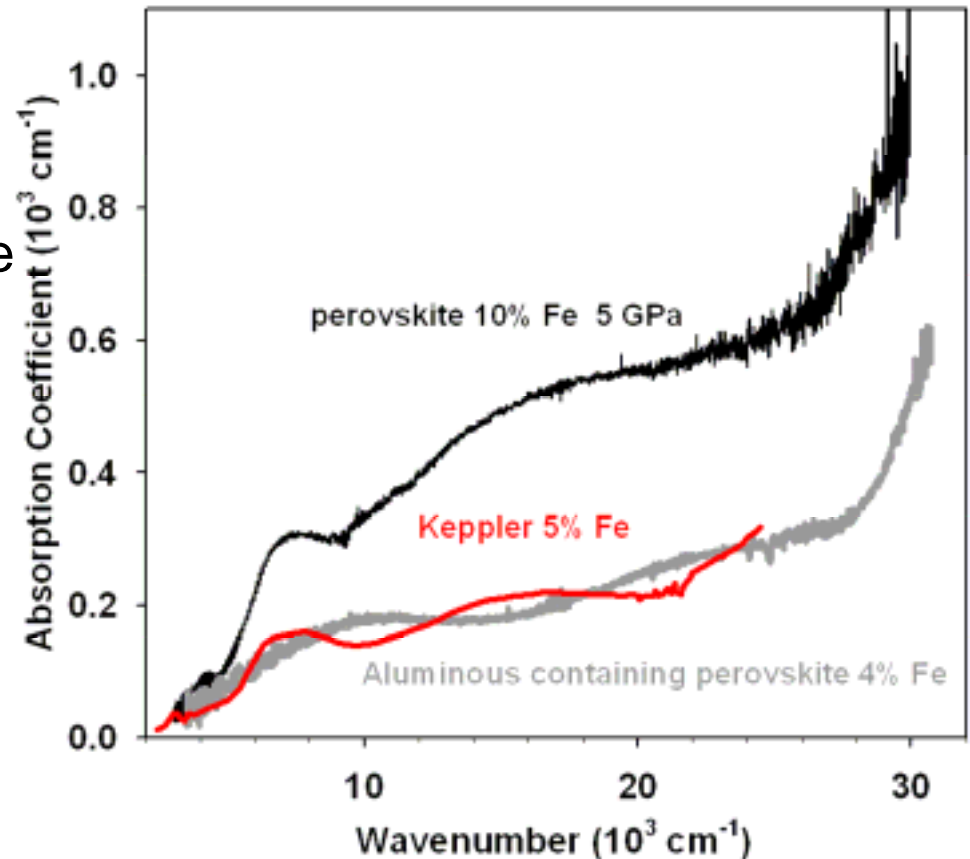 1.0
0.8
0.6
0.4
0.2
0.0
10
20
30
Absorption Coefficient (10³ cm⁻¹)
Wavenumber (10³ cm⁻¹)
perovskite 10% Fe 5 GPa
Keppler 5% Fe
Aluminous containing perovskite 4% Fe
e